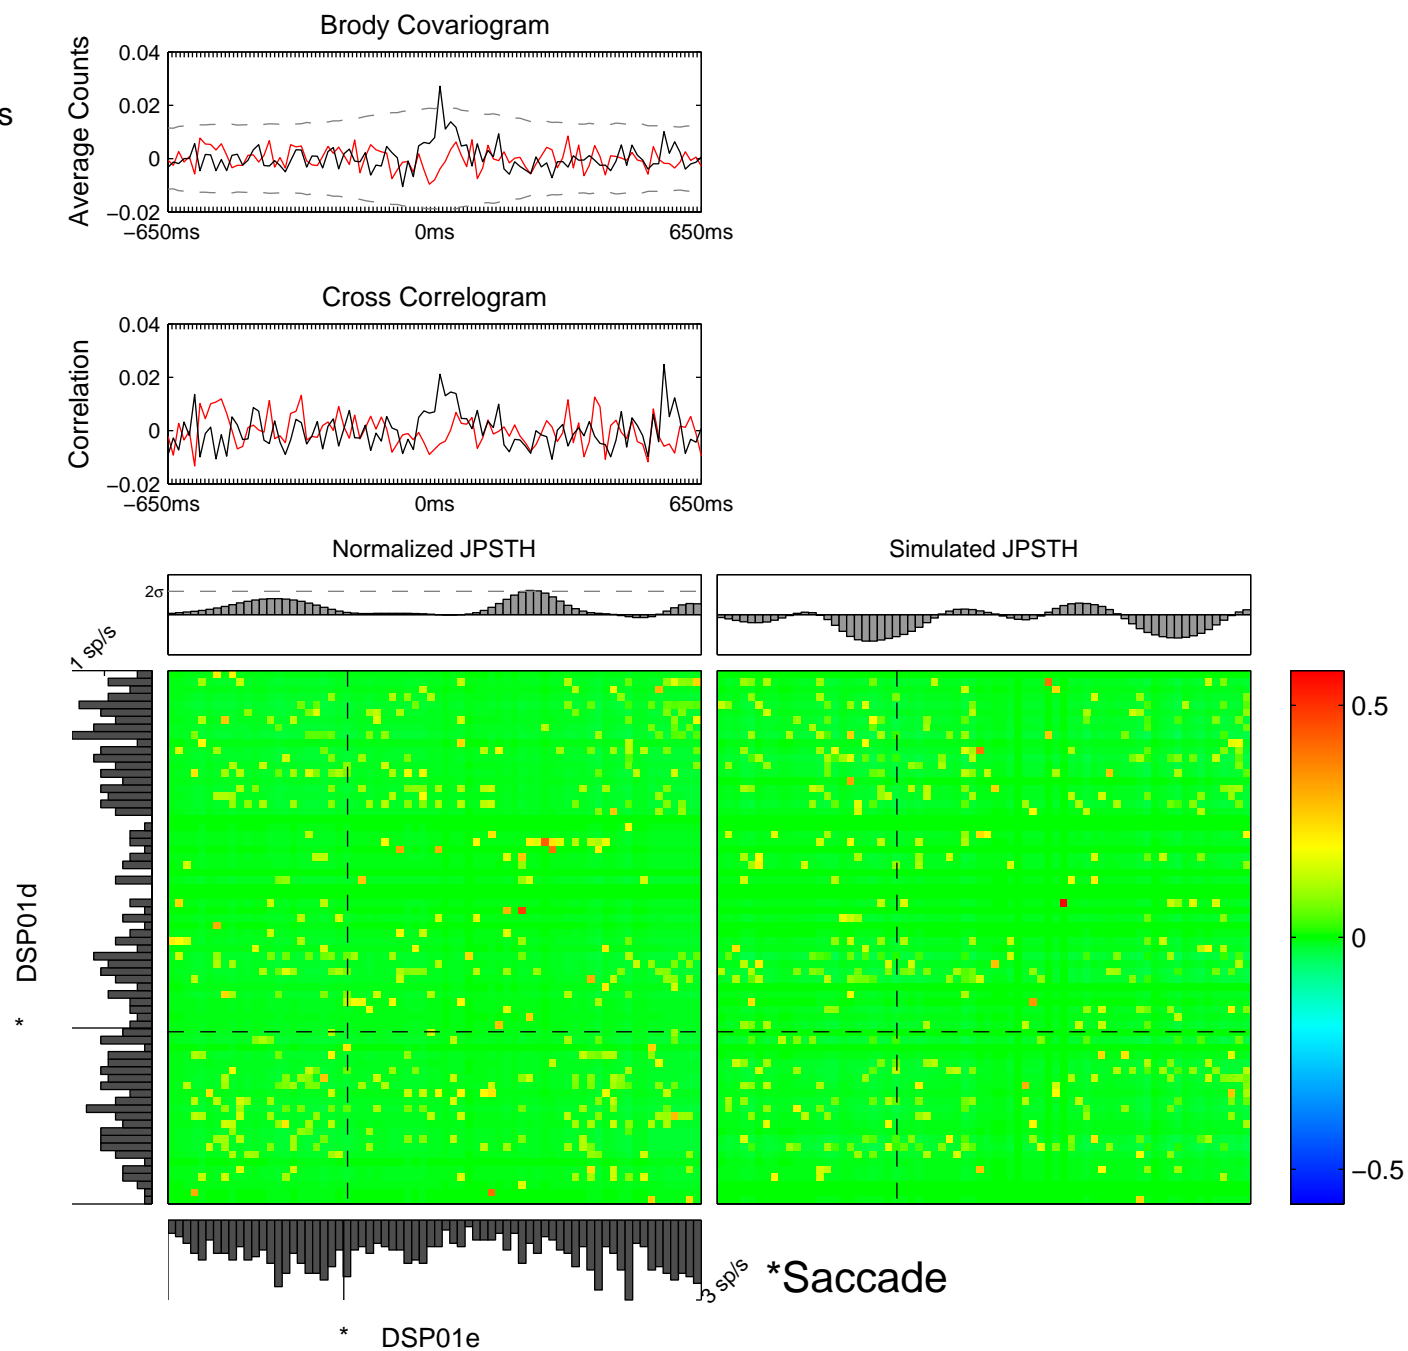 Brody Covariogram
s
Average Counts
0.04
0.02
0
−0.02
−650ms
0ms
650ms
Cross Correlogram
Correlation
0.04
0.02
0
−0.02
−650ms
0ms
650ms
Normalized JPSTH
Simulated JPSTH
2σ
1 sp/s
* DSP01d
0.5
0
−0.5
3 sp/s
*Saccade
* DSP01e